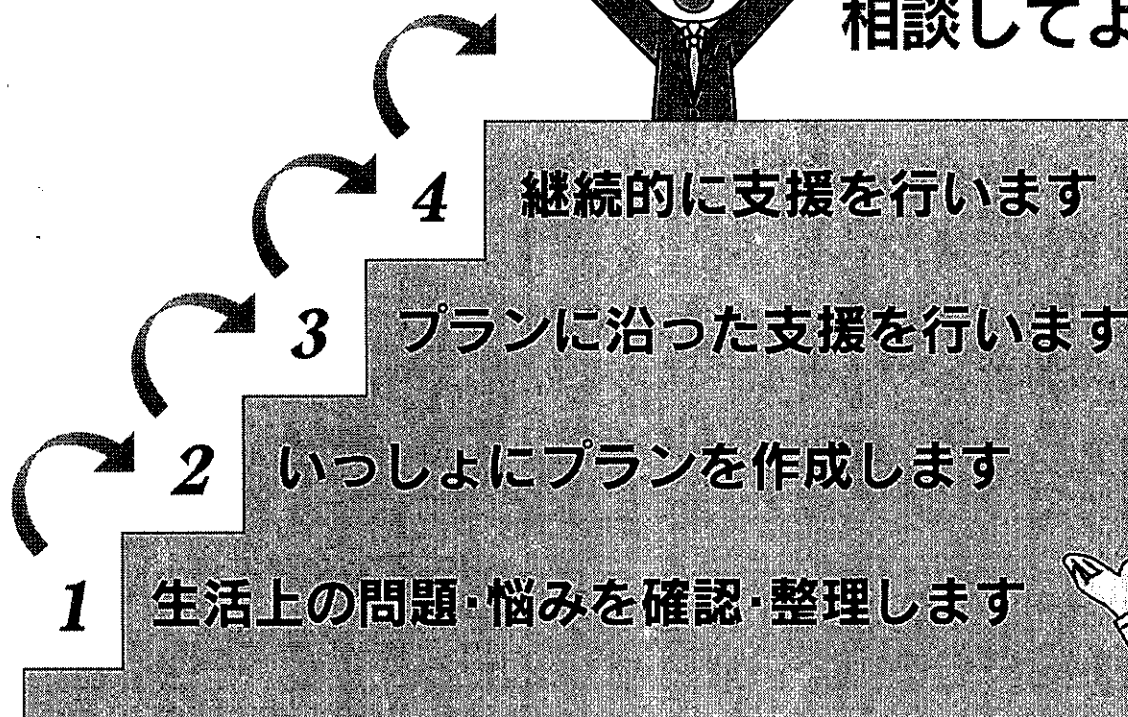 相談してよ
4
継続的に支援を行います
3
プランに沿った支援を行います
2
いっしょにプランを作成します
1
生活上の問題・悩みを確認・整理します